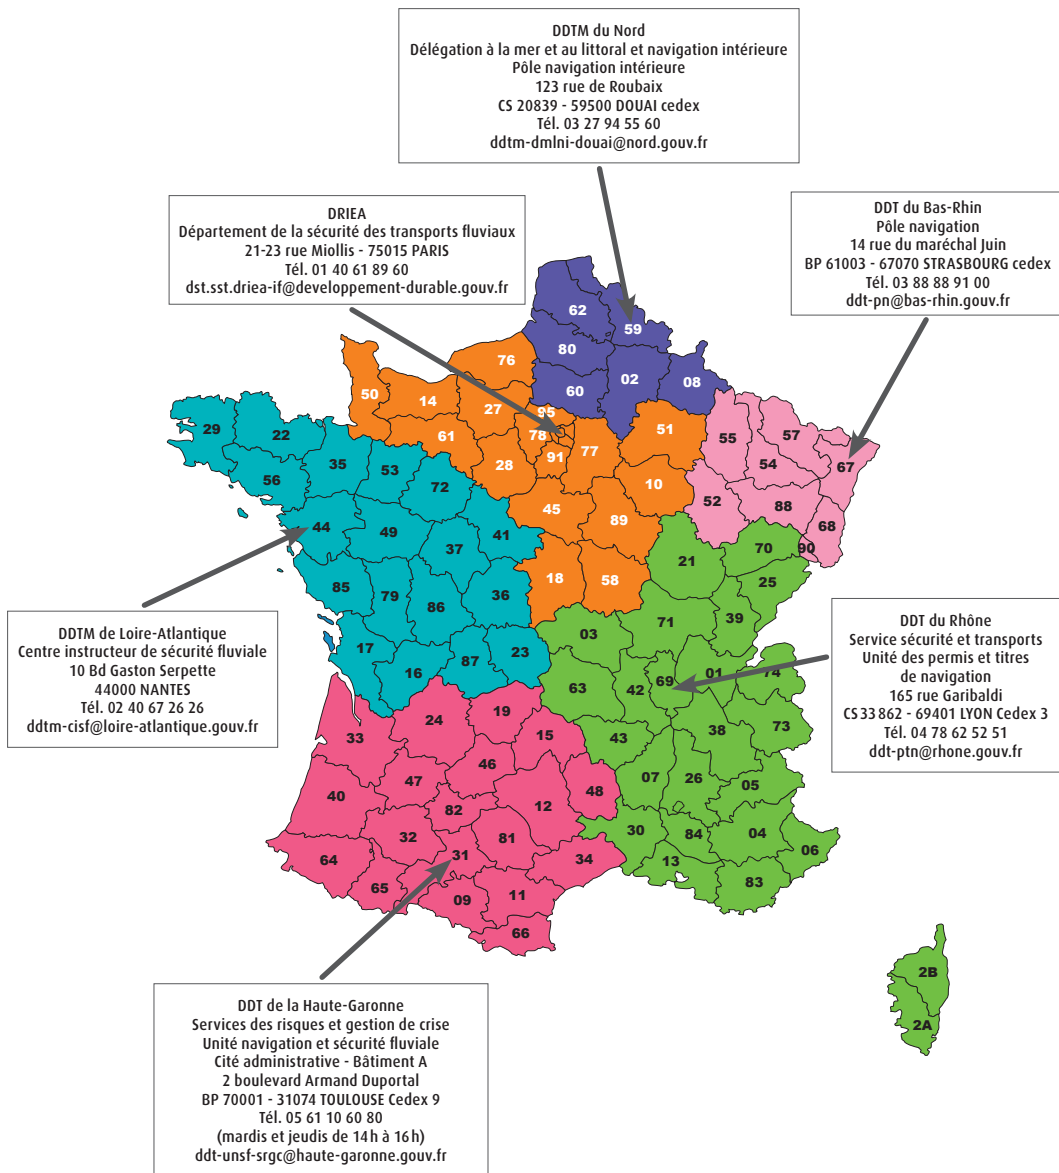 DDTM du Nord
Délégation à la mer et au littoral et navigation intérieure
Pôle navigation intérieure
123 rue de Roubaix
CS 20839 - 59500 DOUAI cedex
Tél. 03 27 94 55 60
ddtm-dmlni-douai@nord.gouv.fr
DRIEA
Département de la sécurité des transports fluviaux
21-23 rue Miollis - 75015 PARIS
Tél. 01 40 61 89 60
dst.sst.driea-if@developpement-durable.gouv.fr
DDT du Bas-Rhin
Pôle navigation
14 rue du maréchal Juin
BP 61003 - 67070 STRASBOURG cedex
Tél. 03 88 88 91 00
ddt-pn@bas-rhin.gouv.fr
62
59
80
76
02
08
60
50
14
27
95
51
29
22
61
78
55
57
35
53
28
91
77
54
67
56
72
10
52
88
45
44
49
41
89
68
37
70
90
21
85
79
86
36
18
58
25
71
39
03
17
16
87
23
01
74
63
42
69
19
24
73
33
15
43
38
46
47
07
26
05
40
48
82
12
32
81
30
84
04
06
64
31
34
13
65
83
09
11
66
2B
2A
DDTM de Loire-Atlantique
Centre instructeur de sécurité fluviale
10 Bd Gaston Serpette
44000 NANTES
Tél. 02 40 67 26 26
ddtm-cisf@loire-atlantique.gouv.fr
DDT du Rhône
Service sécurité et transports
Unité des permis et titres
de navigation
165 rue Garibaldi
CS 33 862 - 69401 LYON Cedex 3
Tél. 04 78 62 52 51
ddt-ptn@rhone.gouv.fr
DDT de la Haute-Garonne
Services des risques et gestion de crise
Unité navigation et sécurité fluviale
Cité administrative - Bâtiment A
2 boulevard Armand Duportal
BP 70001 - 31074 TOULOUSE Cedex 9
Tél. 05 61 10 60 80
(mardis et jeudis de 14 h à 16 h)
ddt-unsf-srgc@haute-garonne.gouv.fr